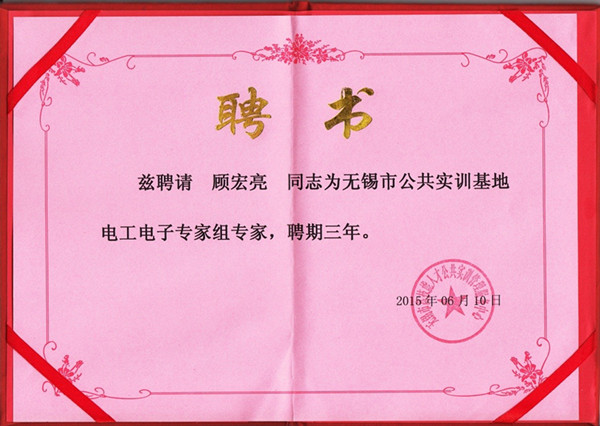 聘书
兹聘请 顾宏亮 同志为无锡市公共实训基地
电工电子专家组专家，聘期三年。
2015年06月10日